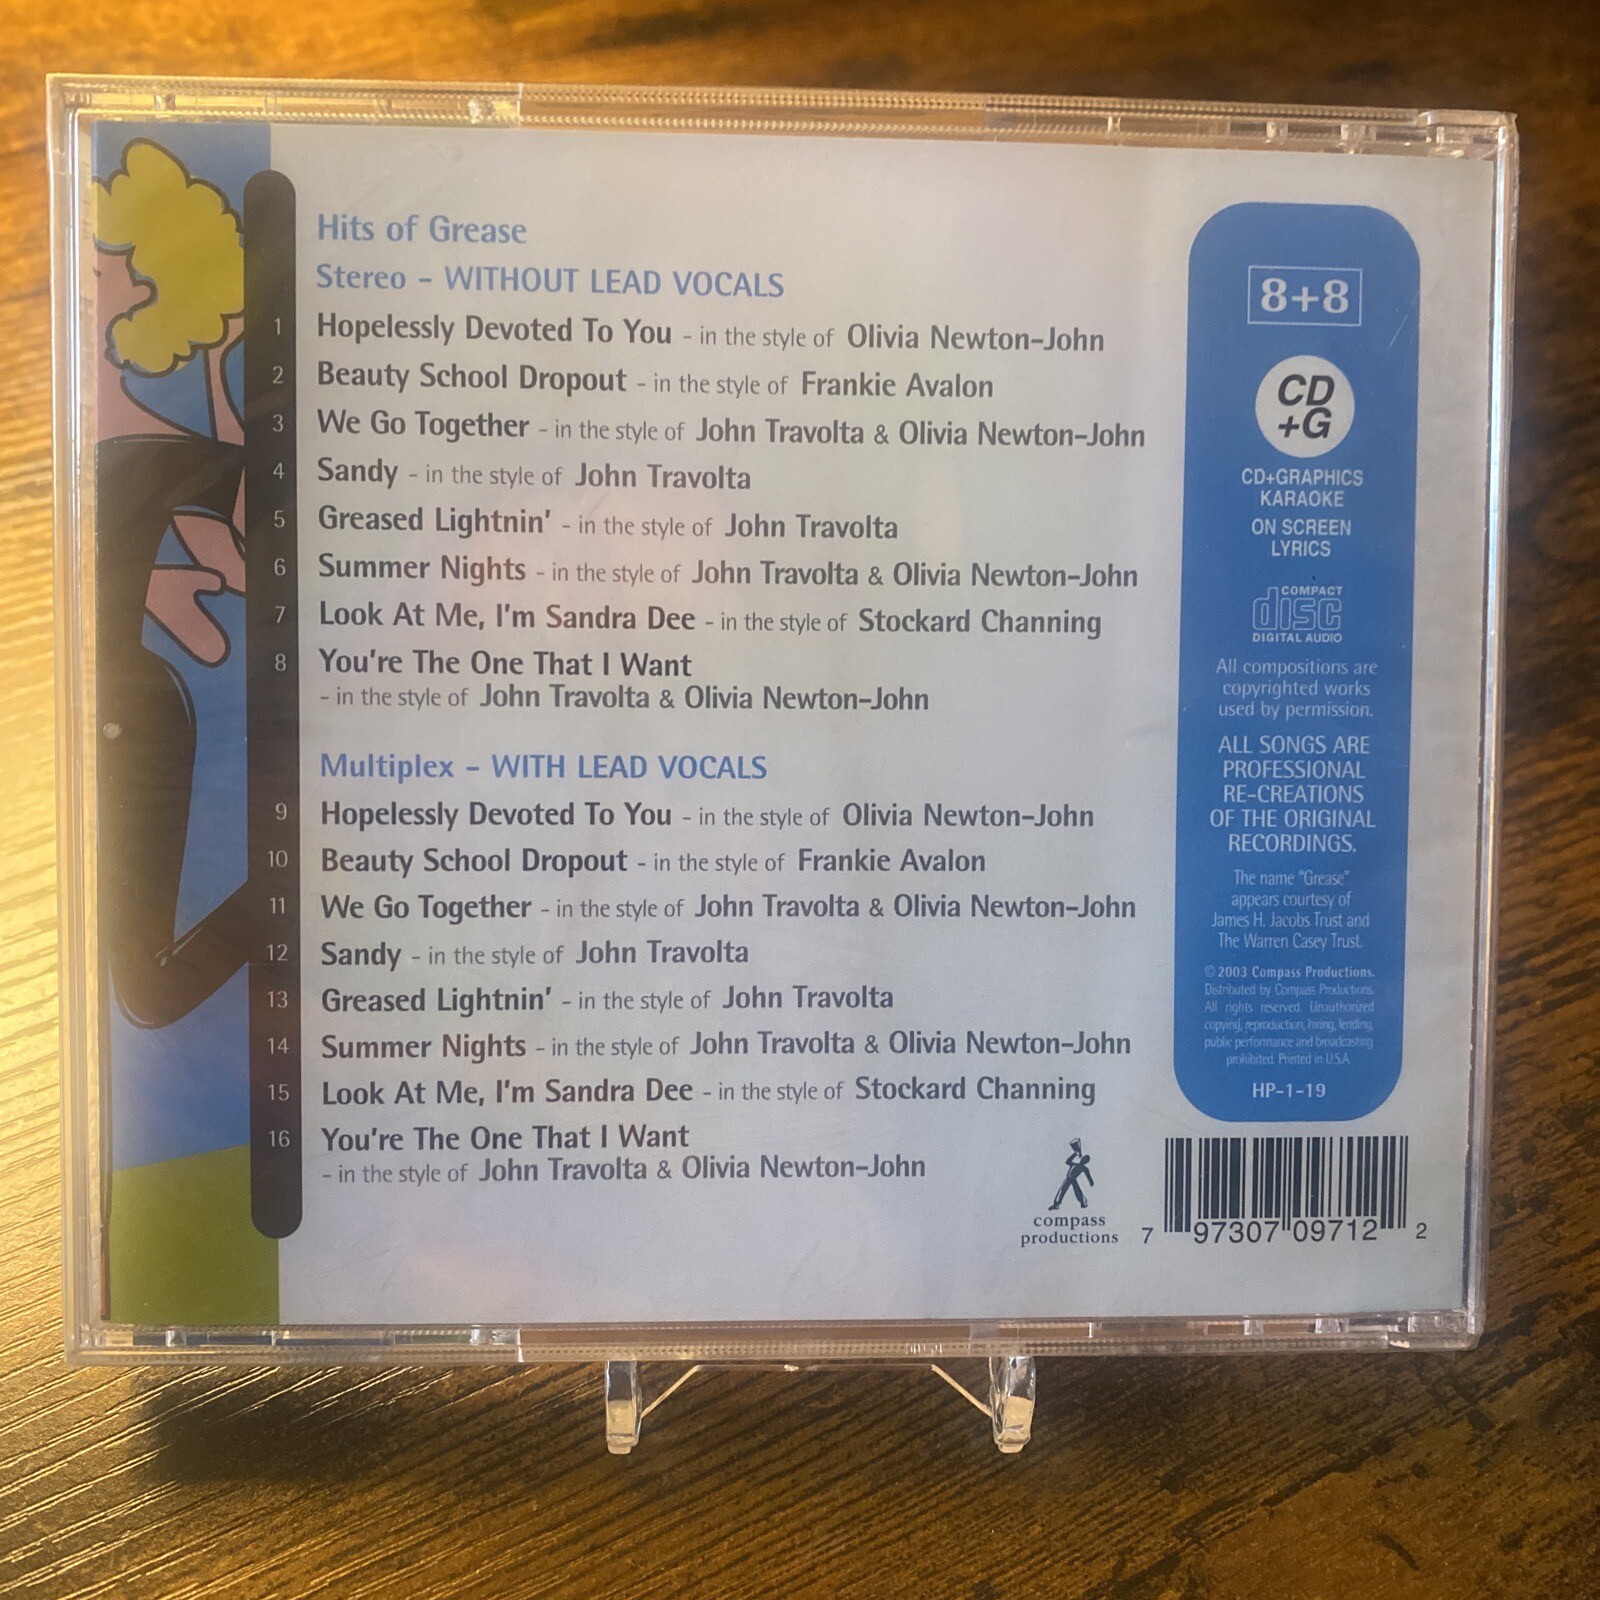 Hits of Grease
Stereo – WITHOUT LEAD VOCALS
1 Hopelessly Devoted To You - in the style of Olivia Newton-John
2 Beauty School Dropout - in the style of Frankie Avalon
3 We Go Together - in the style of John Travolta & Olivia Newton-John
4 Sandy - in the style of John Travolta
5 Greased Lightnin' - in the style of John Travolta
6 Summer Nights - in the style of John Travolta & Olivia Newton-John
7 Look At Me, I'm Sandra Dee - in the style of Stockard Channing
8 You're The One That I Want
- in the style of John Travolta & Olivia Newton-John
Multiplex – WITH LEAD VOCALS
9 Hopelessly Devoted To You - in the style of Olivia Newton-John
10 Beauty School Dropout - in the style of Frankie Avalon
11 We Go Together - in the style of John Travolta & Olivia Newton-John
12 Sandy - in the style of John Travolta
13 Greased Lightnin' - in the style of John Travolta
14 Summer Nights - in the style of John Travolta & Olivia Newton-John
15 Look At Me, I'm Sandra Dee - in the style of Stockard Channing
16 You're The One That I Want
- in the style of John Travolta & Olivia Newton-John
8+8
CD
+G
CD+GRAPHICS
KARAOKE
ON SCREEN
LYRICS
COMPACT
disc
DIGITAL AUDIO
All compositions are
copyrighted works
used by permission.
ALL SONGS ARE
PROFESSIONAL
RE-CREATIONS
OF THE ORIGINAL
RECORDINGS.
The name "Grease"
appears courtesy of
James H. Jacobs Trust and
The Warren Casey Trust.
© 2003 Compass Productions.
Distributed by Compass Productions.
All rights reserved. Unauthorized
copying, reproduction, hiring, lending,
public performance and broadcasting
prohibited. Printed in U.S.A.
HP-1-19
compass
productions
7 97307 09712 2